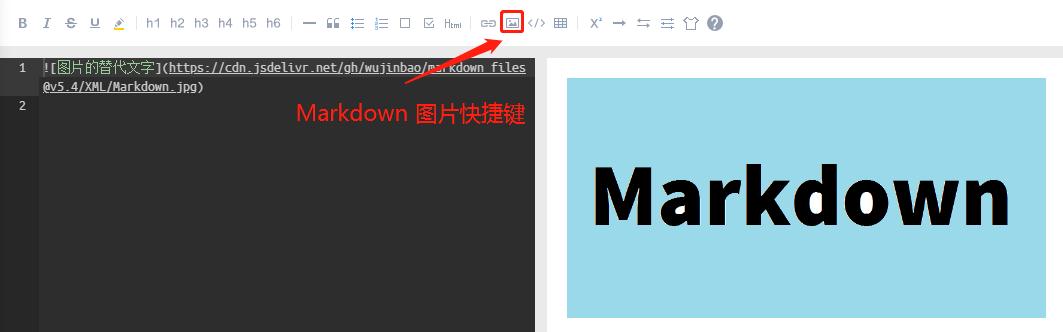 B I S U h1 h2 h3 h4 h5 h6 — ❝ Html </> X² ?
1 ![图片的替代文字](https://cdn.jsdelivr.net/gh/wujinbao/markdown_files
@v5.4/XML/Markdown.jpg)
2
Markdown 图片快捷键
Markdown